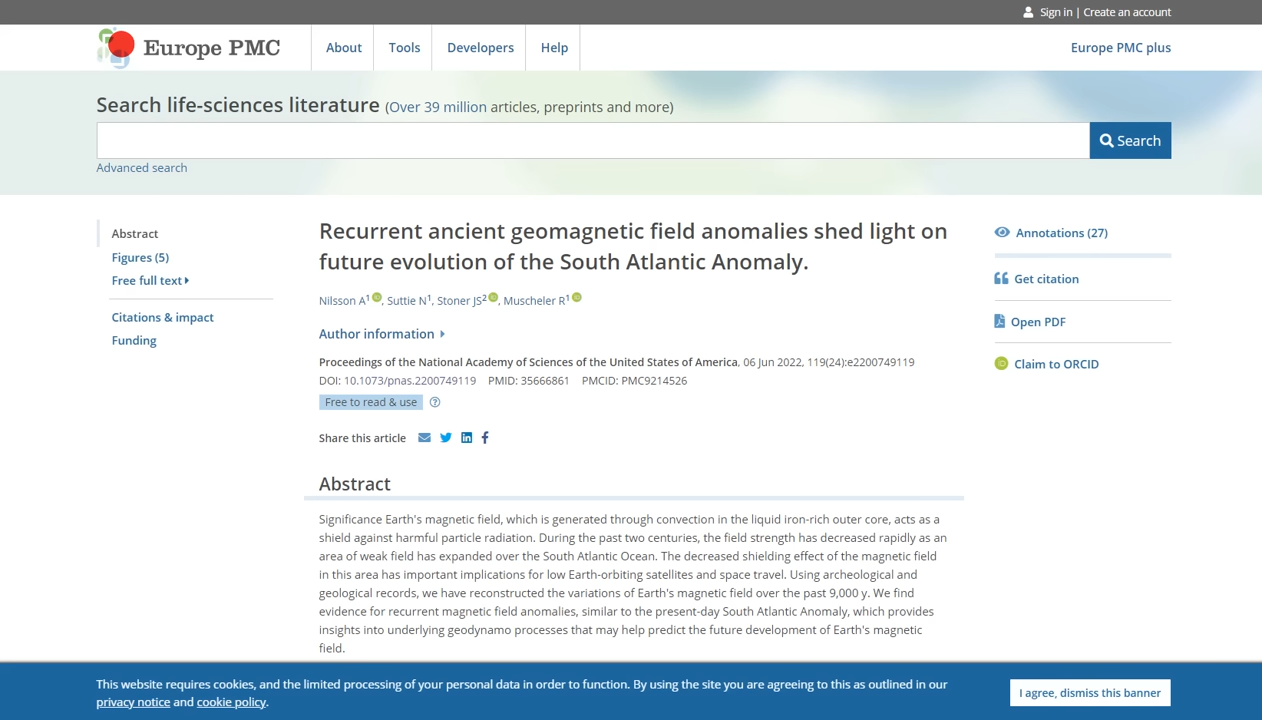 Sign in | Create an account
Europe PMC
About
Tools
Developers
Help
Europe PMC plus
Search life-sciences literature (Over 39 million articles, preprints and more)
Search
Advanced search
Abstract
Figures (5)
Free full text
Citations & impact
Funding
Recurrent ancient geomagnetic field anomalies shed light on
future evolution of the South Atlantic Anomaly.
Nilsson A1 iD, Suttie N1, Stoner JS2 iD, Muscheler R1 iD
Author information
Proceedings of the National Academy of Sciences of the United States of America, 06 Jun 2022, 119(24):e2200749119
DOI: 10.1073/pnas.2200749119 PMID: 35666861 PMCID: PMC9214526
Free to read & use ?
Share this article
Abstract
Significance Earth's magnetic field, which is generated through convection in the liquid iron-rich outer core, acts as a
shield against harmful particle radiation. During the past two centuries, the field strength has decreased rapidly as an
area of weak field has expanded over the South Atlantic Ocean. The decreased shielding effect of the magnetic field
in this area has important implications for low Earth-orbiting satellites and space travel. Using archeological and
geological records, we have reconstructed the variations of Earth's magnetic field over the past 9,000 y. We find
evidence for recurrent magnetic field anomalies, similar to the present-day South Atlantic Anomaly, which provides
insights into underlying geodynamo processes that may help predict the future development of Earth's magnetic
field.
Annotations (27)
Get citation
Open PDF
iD Claim to ORCID
This website requires cookies, and the limited processing of your personal data in order to function. By using the site you are agreeing to this as outlined in our
privacy notice and cookie policy.
I agree, dismiss this banner